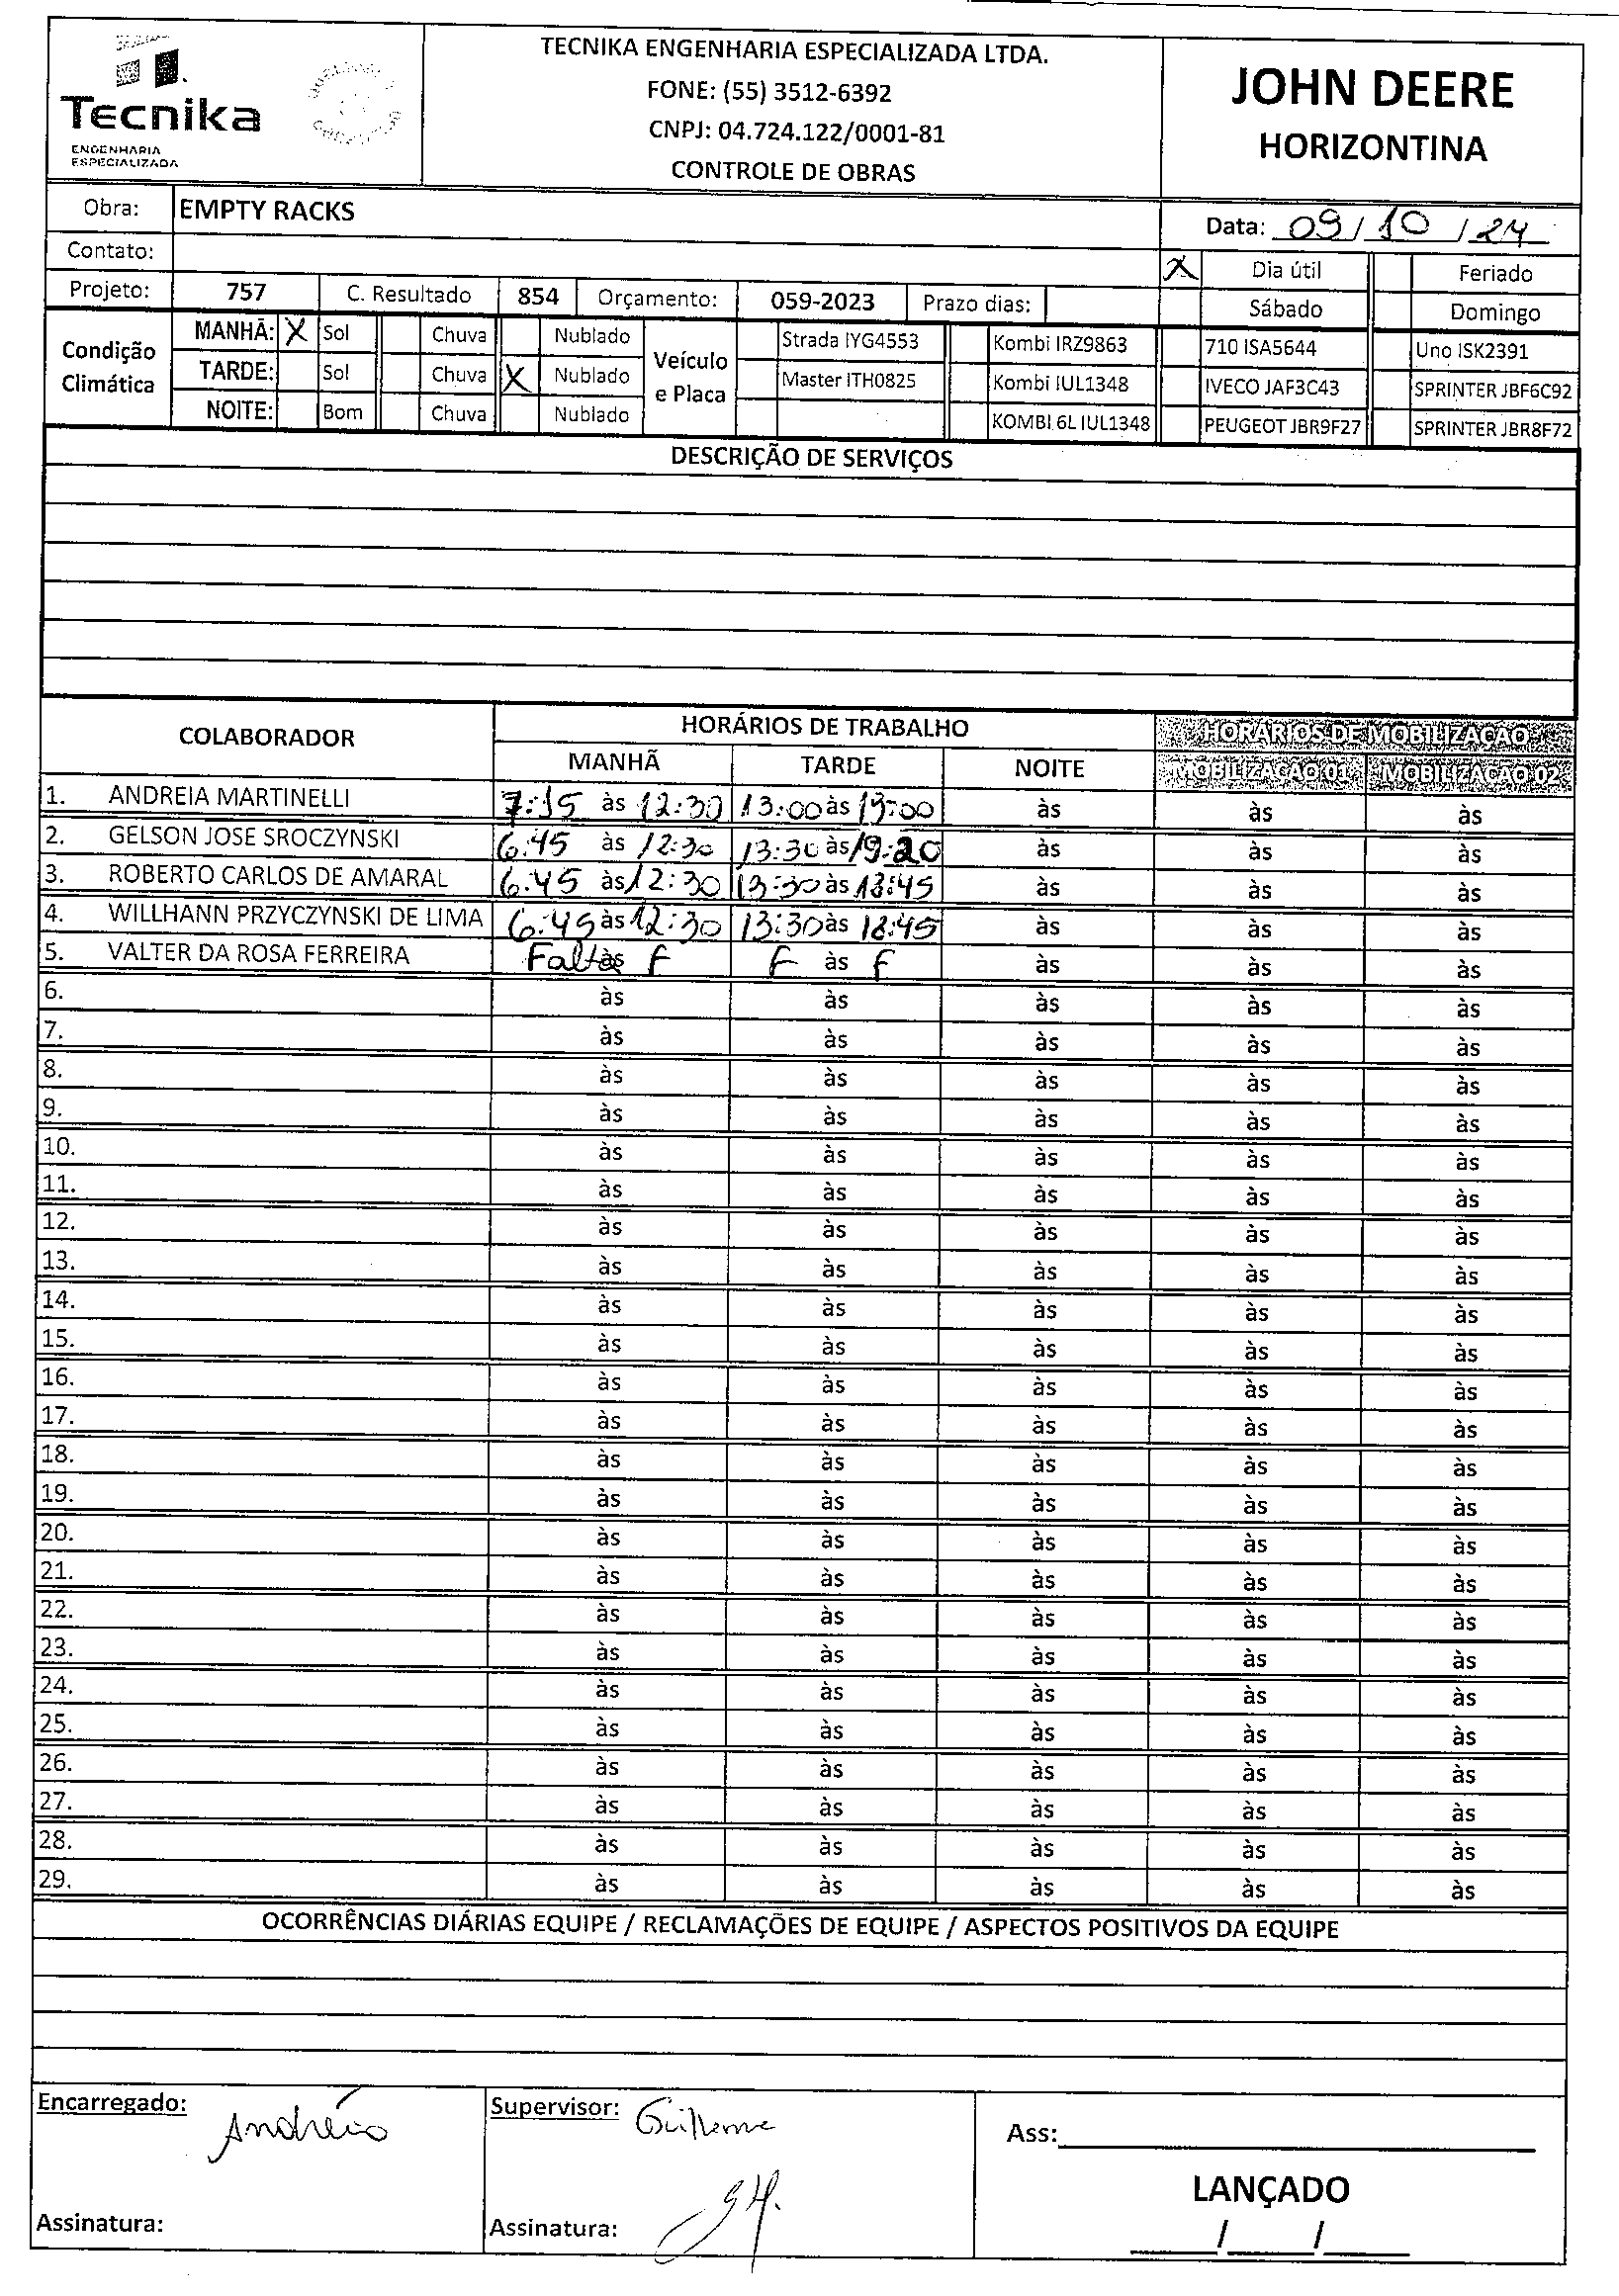 Tecnika
ENGENHARIA
ESPECIALIZADA
TECNIKA ENGENHARIA ESPECIALIZADA LTDA.
FONE: (55) 3512-6392
CNPJ: 04.724.122/0001-81
CONTROLE DE OBRAS
JOHN DEERE
HORIZONTINA
Obra: EMPTY RACKS
Data: 09/10/24
Contato:
X Dia útil Feriado
Projeto: 757 C. Resultado 854 Orçamento: 059-2023 Prazo dias: Sábado Domingo
Condição Climática
MANHÃ: X Sol Chuva Nublado
TARDE: Sol Chuva X Nublado
NOITE: Bom Chuva Nublado
Veículo e Placa
Strada IYG4553 Kombi IRZ9863 710 ISA5644 Uno ISK2391
Master ITH0825 Kombi IUL1348 IVECO JAF3C43 SPRINTER JBF6C92
KOMBI 6L IUL1348 PEUGEOT JBR9F27 SPRINTER JBR8F72
DESCRIÇÃO DE SERVIÇOS
COLABORADOR HORÁRIOS DE TRABALHO HORÁRIOS DE MOBILIZAÇÃO
MANHÃ TARDE NOITE MOBILIZAÇÃO 01 MOBILIZAÇÃO 02
1. ANDREIA MARTINELLI 7:15 às 12:30 13:00 às 19:00 às às às
2. GELSON JOSE SROCZYNSKI 6:45 às 12:30 13:30 às 19:20 às às às
3. ROBERTO CARLOS DE AMARAL 6:45 às 12:30 13:30 às 18:45 às às às
4. WILLHANN PRZYCZYNSKI DE LIMA 6:45 às 12:30 13:30 às 18:45 às às às
5. VALTER DA ROSA FERREIRA Falta às F F às F às às às
6. às às às às às
7. às às às às às
8. às às às às às
9. às às às às às
10. às às às às às
11. às às às às às
12. às às às às às
13. às às às às às
14. às às às às às
15. às às às às às
16. às às às às às
17. às às às às às
18. às às às às às
19. às às às às às
20. às às às às às
21. às às às às às
22. às às às às às
23. às às às às às
24. às às às às às
25. às às às às às
26. às às às às às
27. às às às às às
28. às às às às às
29. às às às às às
OCORRÊNCIAS DIÁRIAS EQUIPE / RECLAMAÇÕES DE EQUIPE / ASPECTOS POSITIVOS DA EQUIPE
Encarregado: Andréia
Supervisor: Guilherme
Ass:
LANÇADO
Assinatura:
Assinatura:
/ /